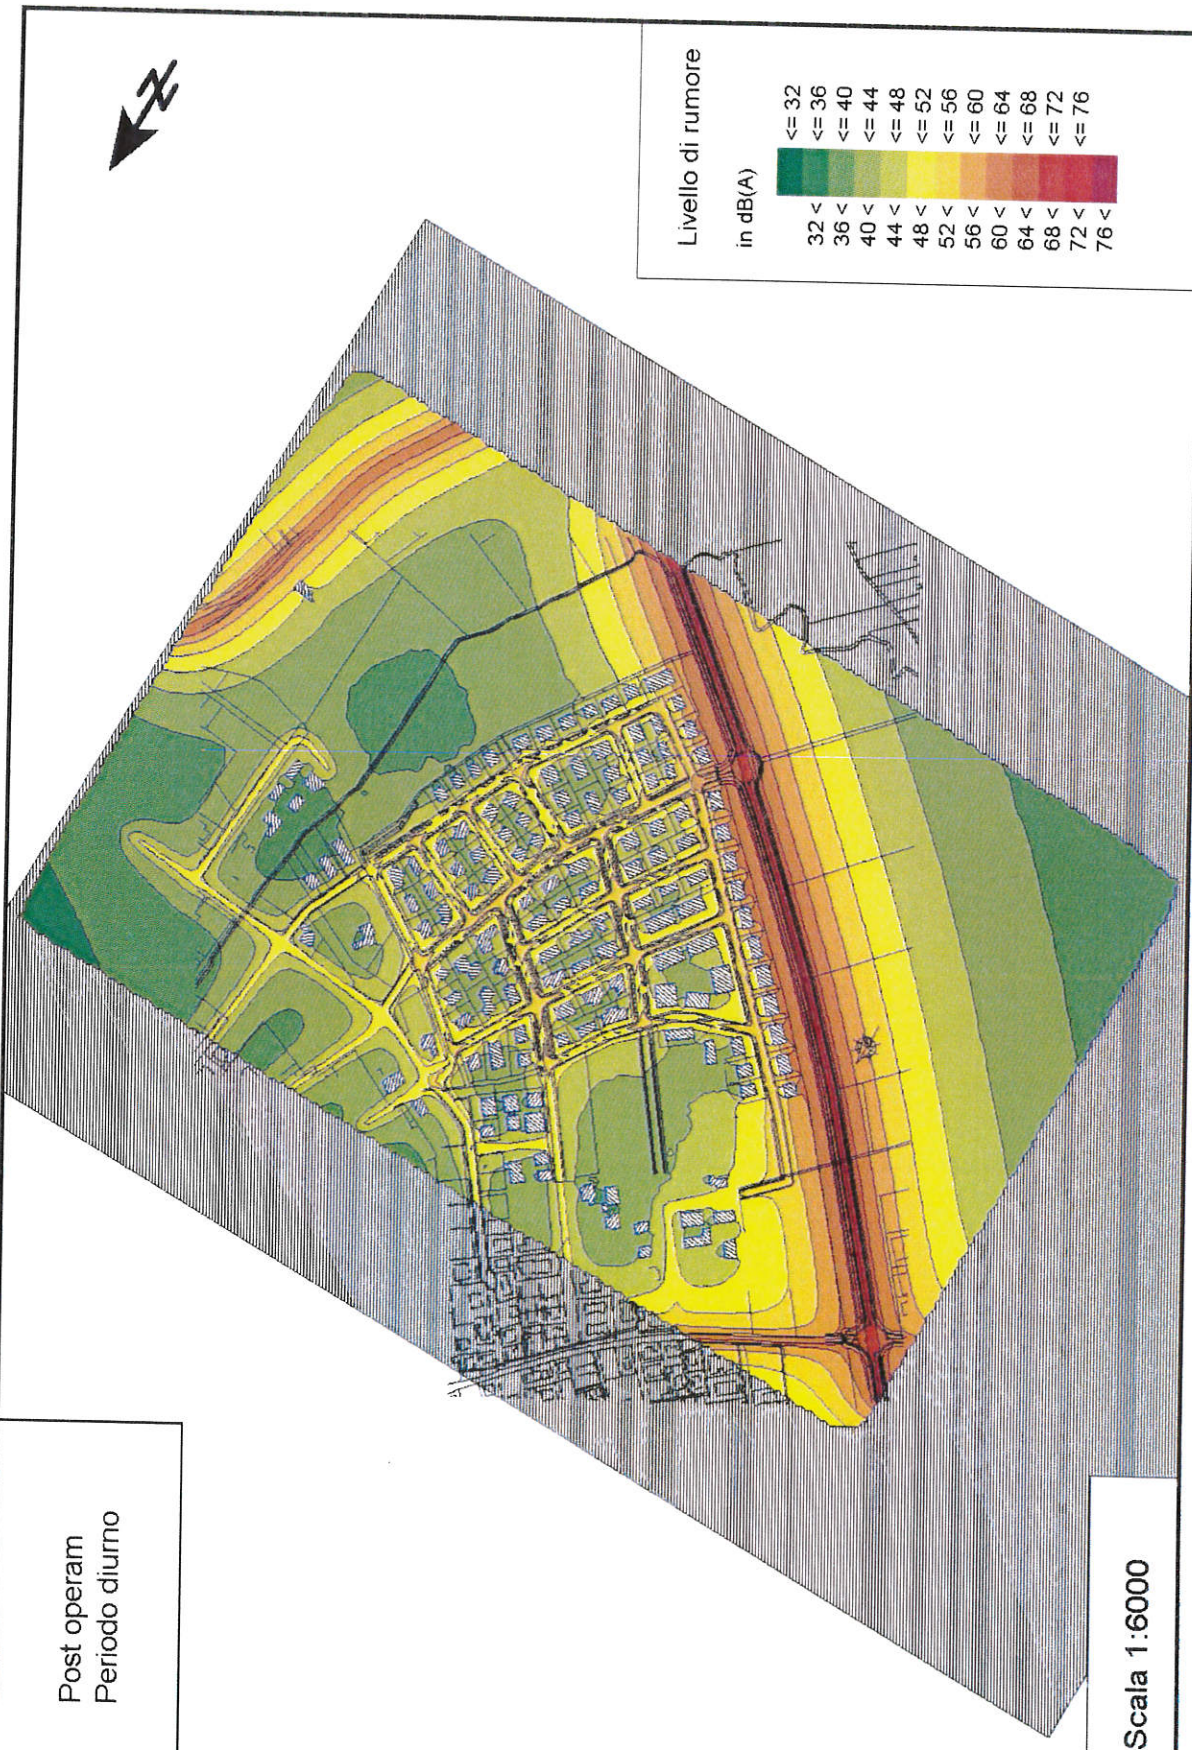 Post operam
Periodo diurno
N
Livello di rumore
in dB(A)
<= 32
32 < <= 36
36 < <= 40
40 < <= 44
44 < <= 48
48 < <= 52
52 < <= 56
56 < <= 60
60 < <= 64
64 < <= 68
68 < <= 72
72 < <= 76
76 <
Scala 1:6000